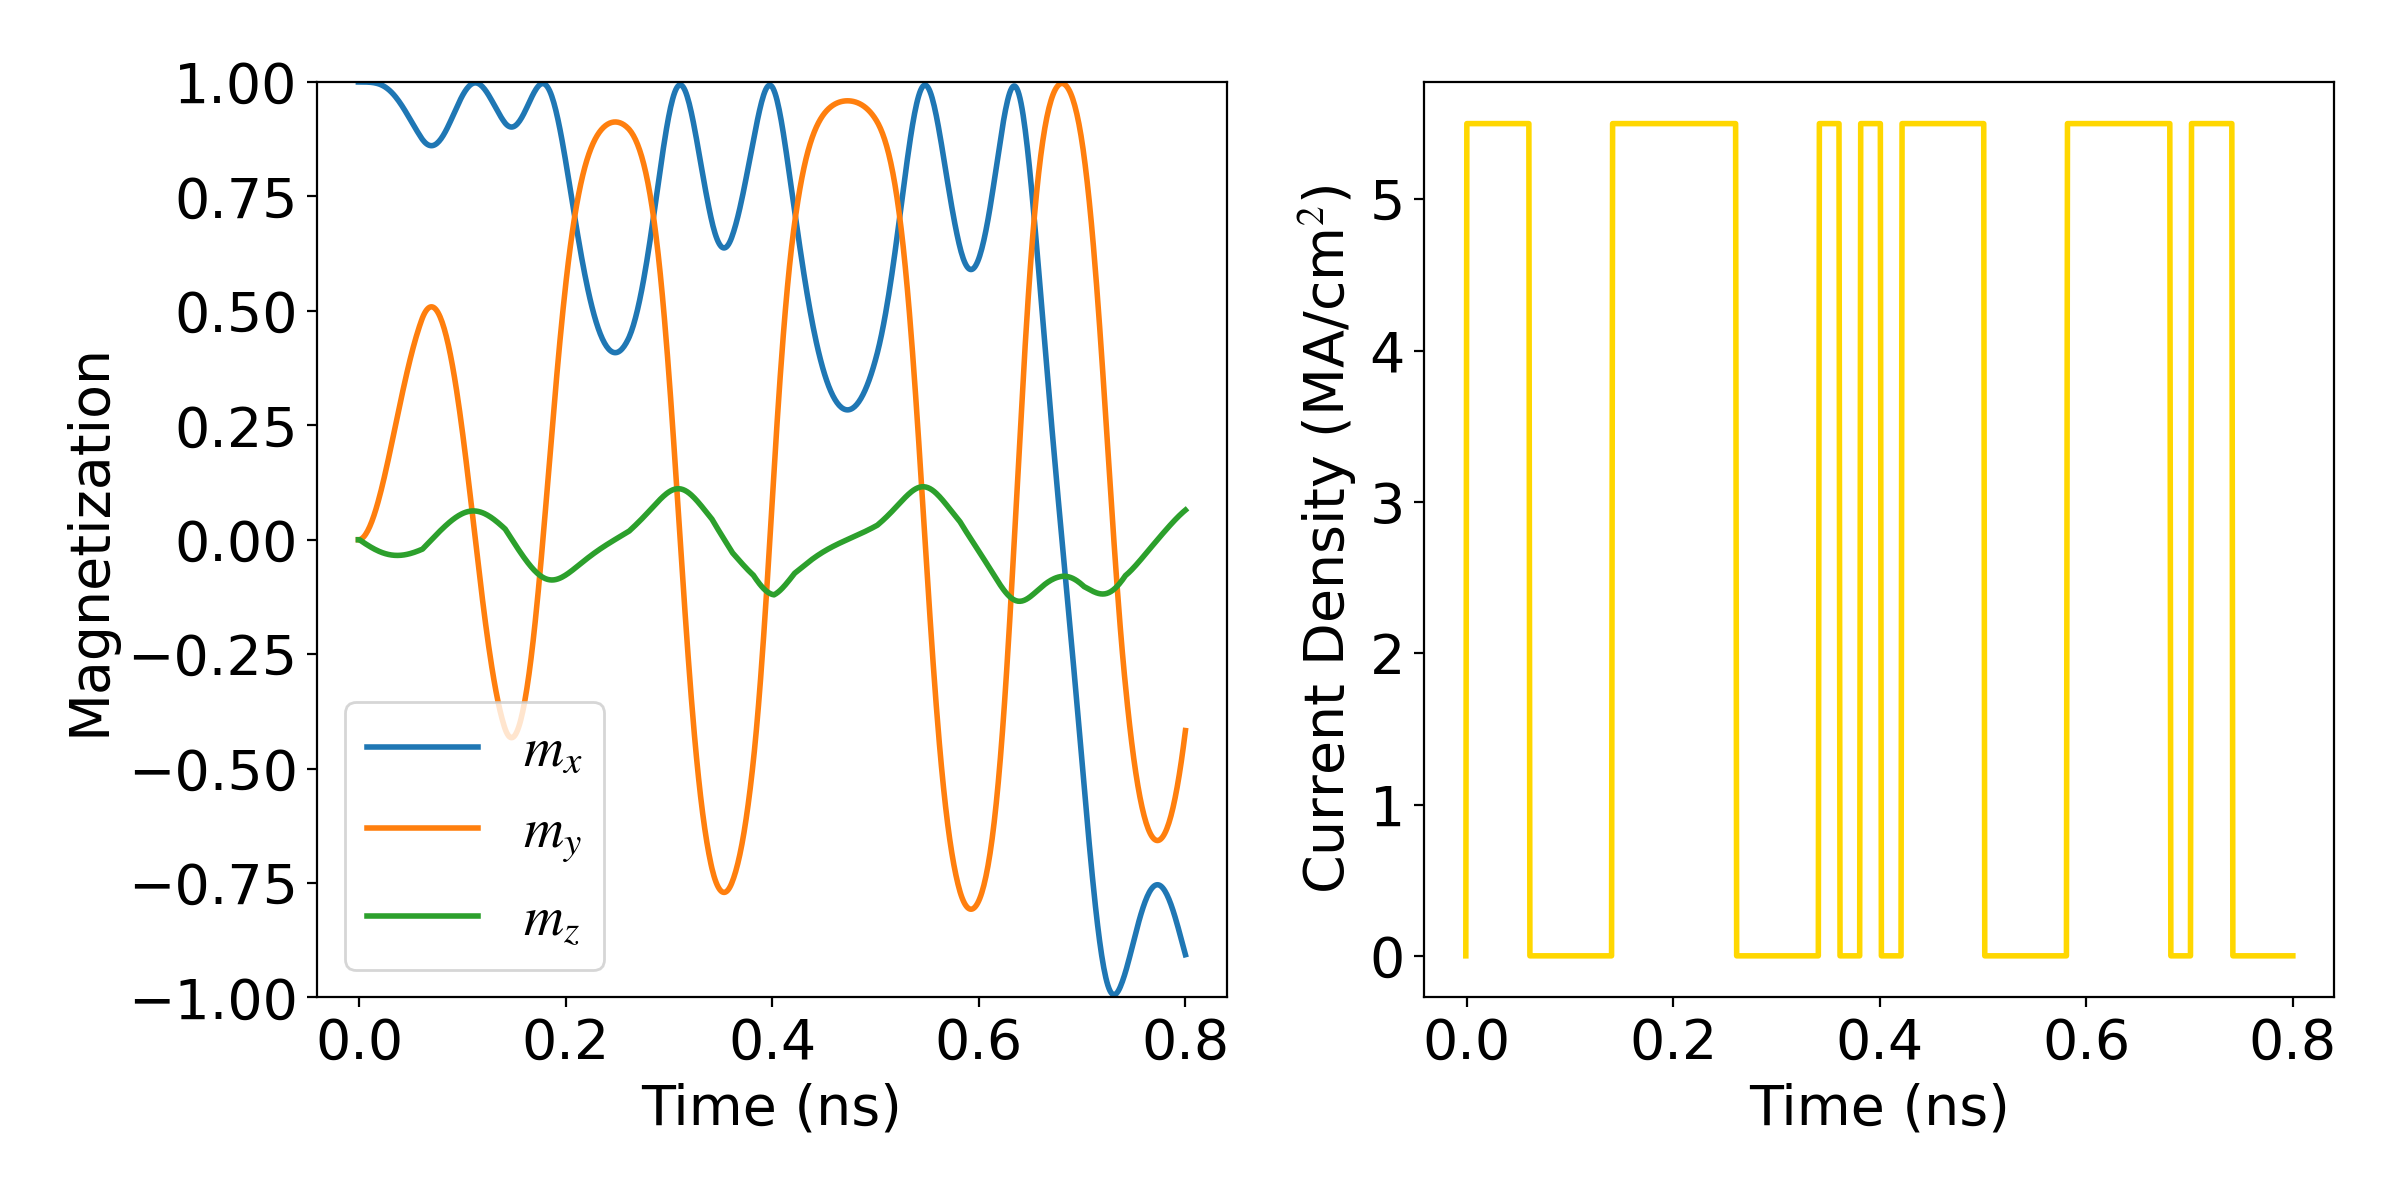 1.00
0.75
0.50
0.25
0.00
−0.25
−0.50
−0.75
−1.00
Magnetization
0.0 0.2 0.4 0.6 0.8
Time (ns)
mₓ
m_y
m_z
5
4
3
2
1
0
Current Density (MA/cm²)
0.0 0.2 0.4 0.6 0.8
Time (ns)